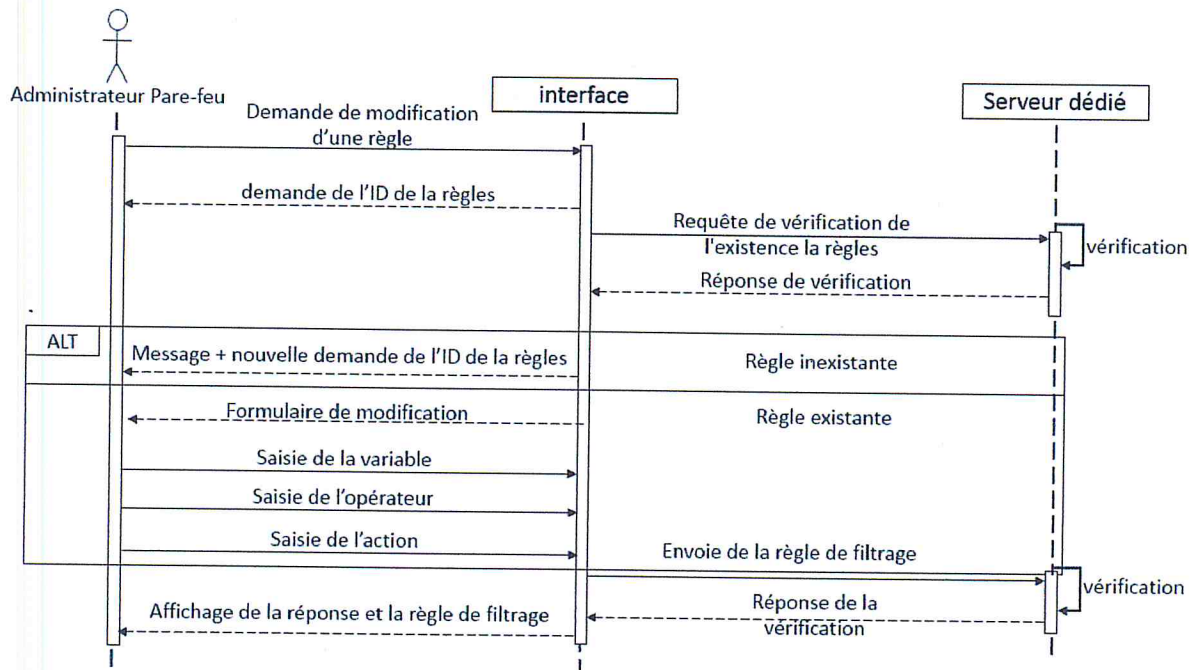 Administrateur Pare-feu
interface
Serveur dédié
Demande de modification
d'une règle
demande de l'ID de la règles
Requête de vérification de
l'existence la règles
vérification
Réponse de vérification
ALT
Message + nouvelle demande de l'ID de la règles
Règle inexistante
Formulaire de modification
Règle existante
Saisie de la variable
Saisie de l'opérateur
Saisie de l'action
Envoie de la règle de filtrage
vérification
Réponse de la
vérification
Affichage de la réponse et la règle de filtrage